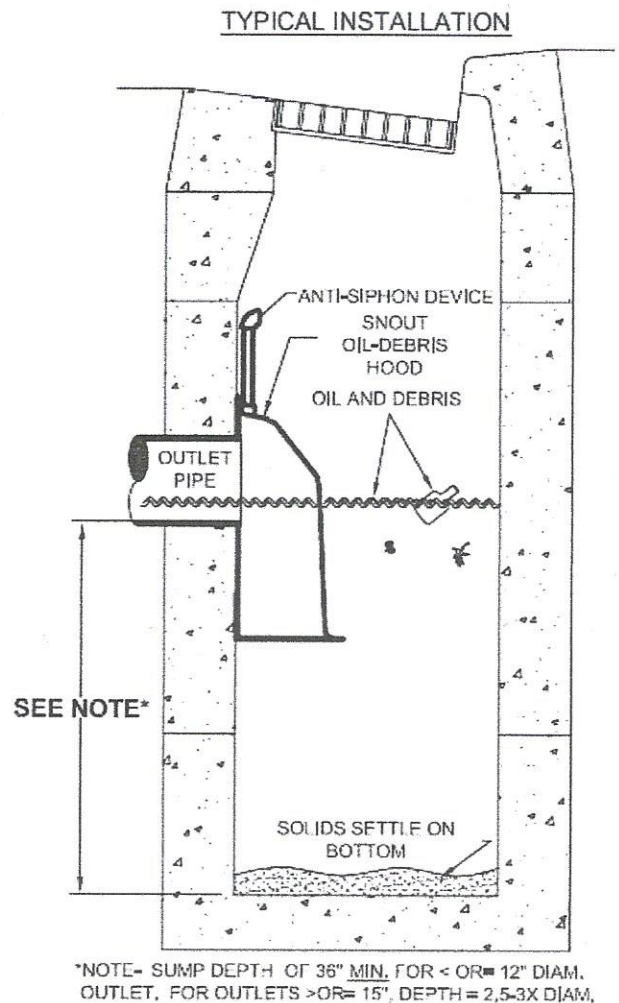 TYPICAL INSTALLATION
ANTI-SIPHON DEVICE
SNOUT
OIL-DEBRIS
HOOD
OIL AND DEBRIS
OUTLET
PIPE
SEE NOTE*
SOLIDS SETTLE ON
BOTTOM
*NOTE- SUMP DEPTH OF 36" MIN. FOR < OR= 12" DIAM.
OUTLET, FOR OUTLETS >OR= 15", DEPTH = 2.5-3X DIAM,